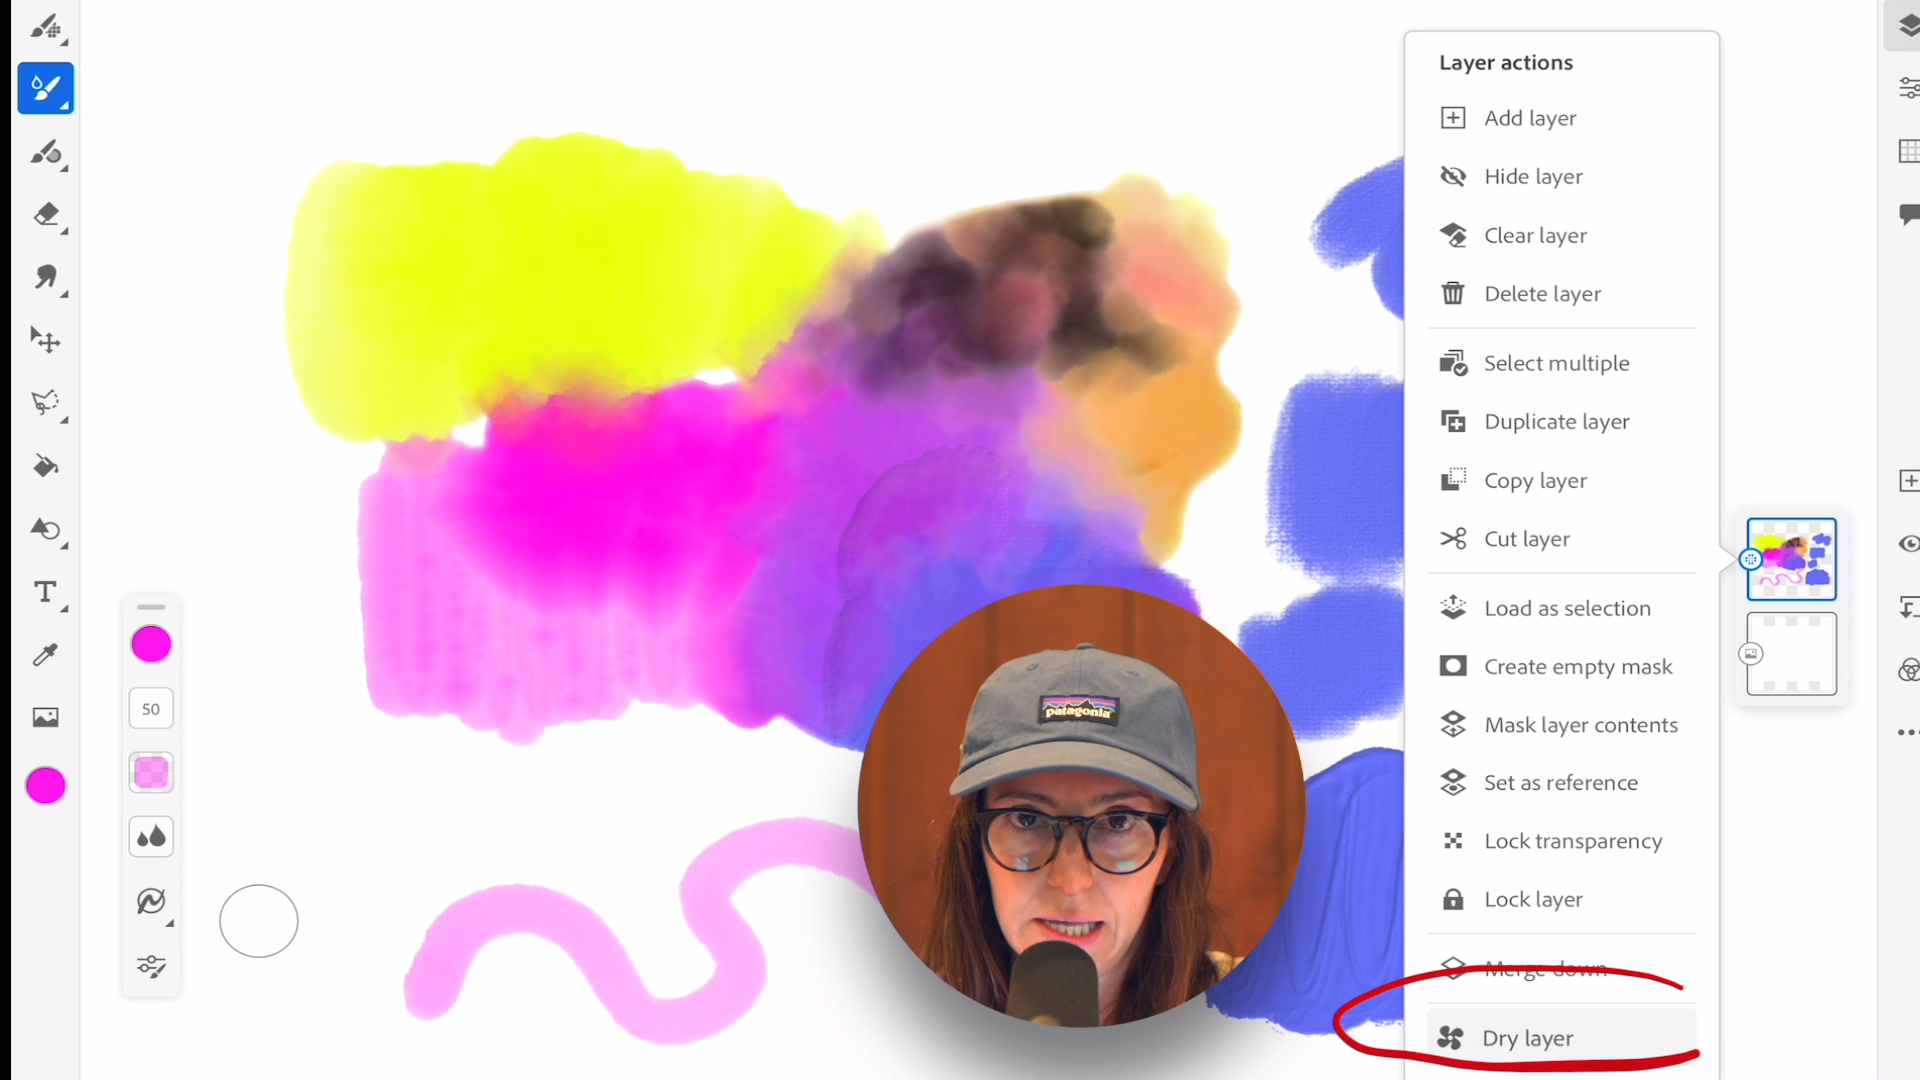 Layer actions
Add layer
Hide layer
Clear layer
Delete layer
Select multiple
Duplicate layer
Copy layer
Cut layer
Load as selection
Create empty mask
Mask layer contents
Set as reference
Lock transparency
Lock layer
Merge down
Dry layer
T
50
patagonia